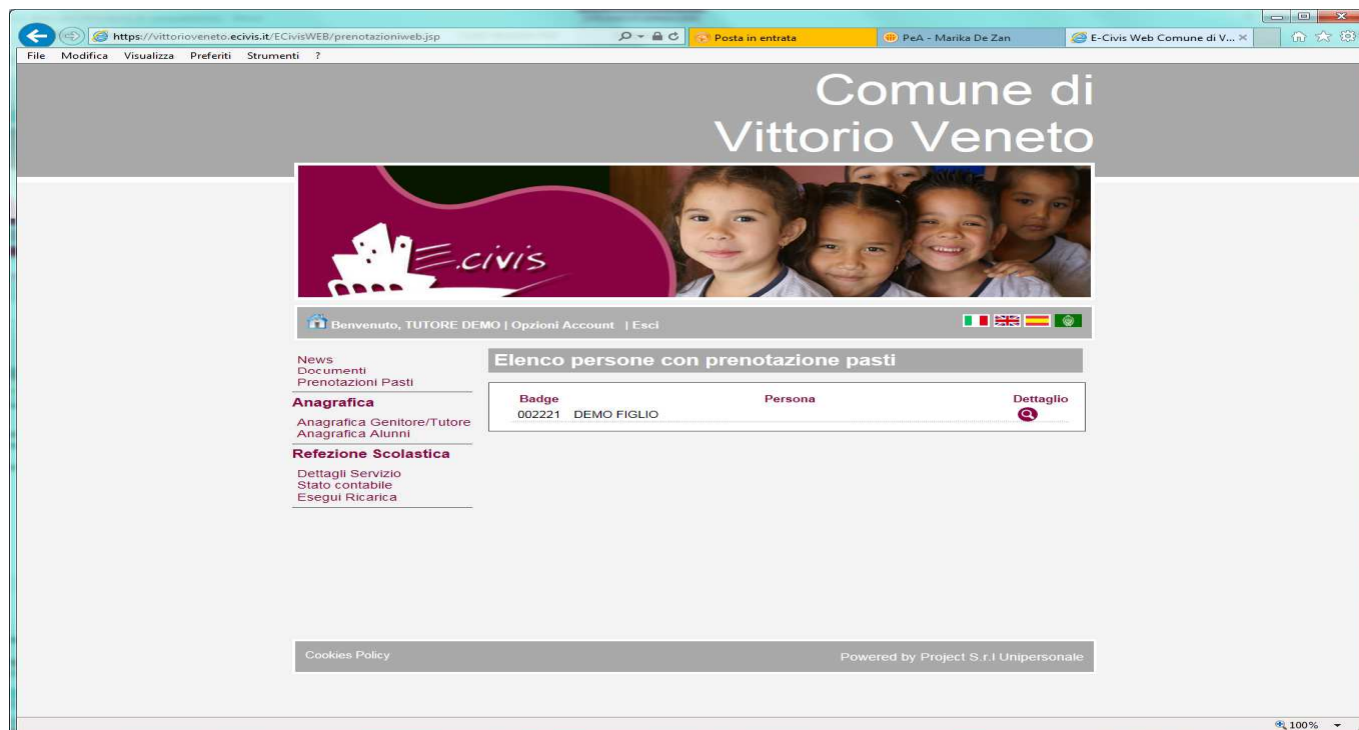 https://vittorioveneto.ecivis.it/ECivisWEB/prenotazioniweb.jsp
Posta in entrata
PeA - Marika De Zan
E-Civis Web Comune di V...
File Modifica Visualizza Preferiti Strumenti ?
Comune di
Vittorio Veneto
E.civis
Benvenuto, TUTORE DEMO | Opzioni Account | Esci
News
Documenti
Prenotazioni Pasti
Anagrafica
Anagrafica Genitore/Tutore
Anagrafica Alunni
Refezione Scolastica
Dettagli Servizio
Stato contabile
Esegui Ricarica
Elenco persone con prenotazione pasti
Badge Persona Dettaglio
002221 DEMO FIGLIO
Cookies Policy
Powered by Project S.r.l Unipersonale
100%